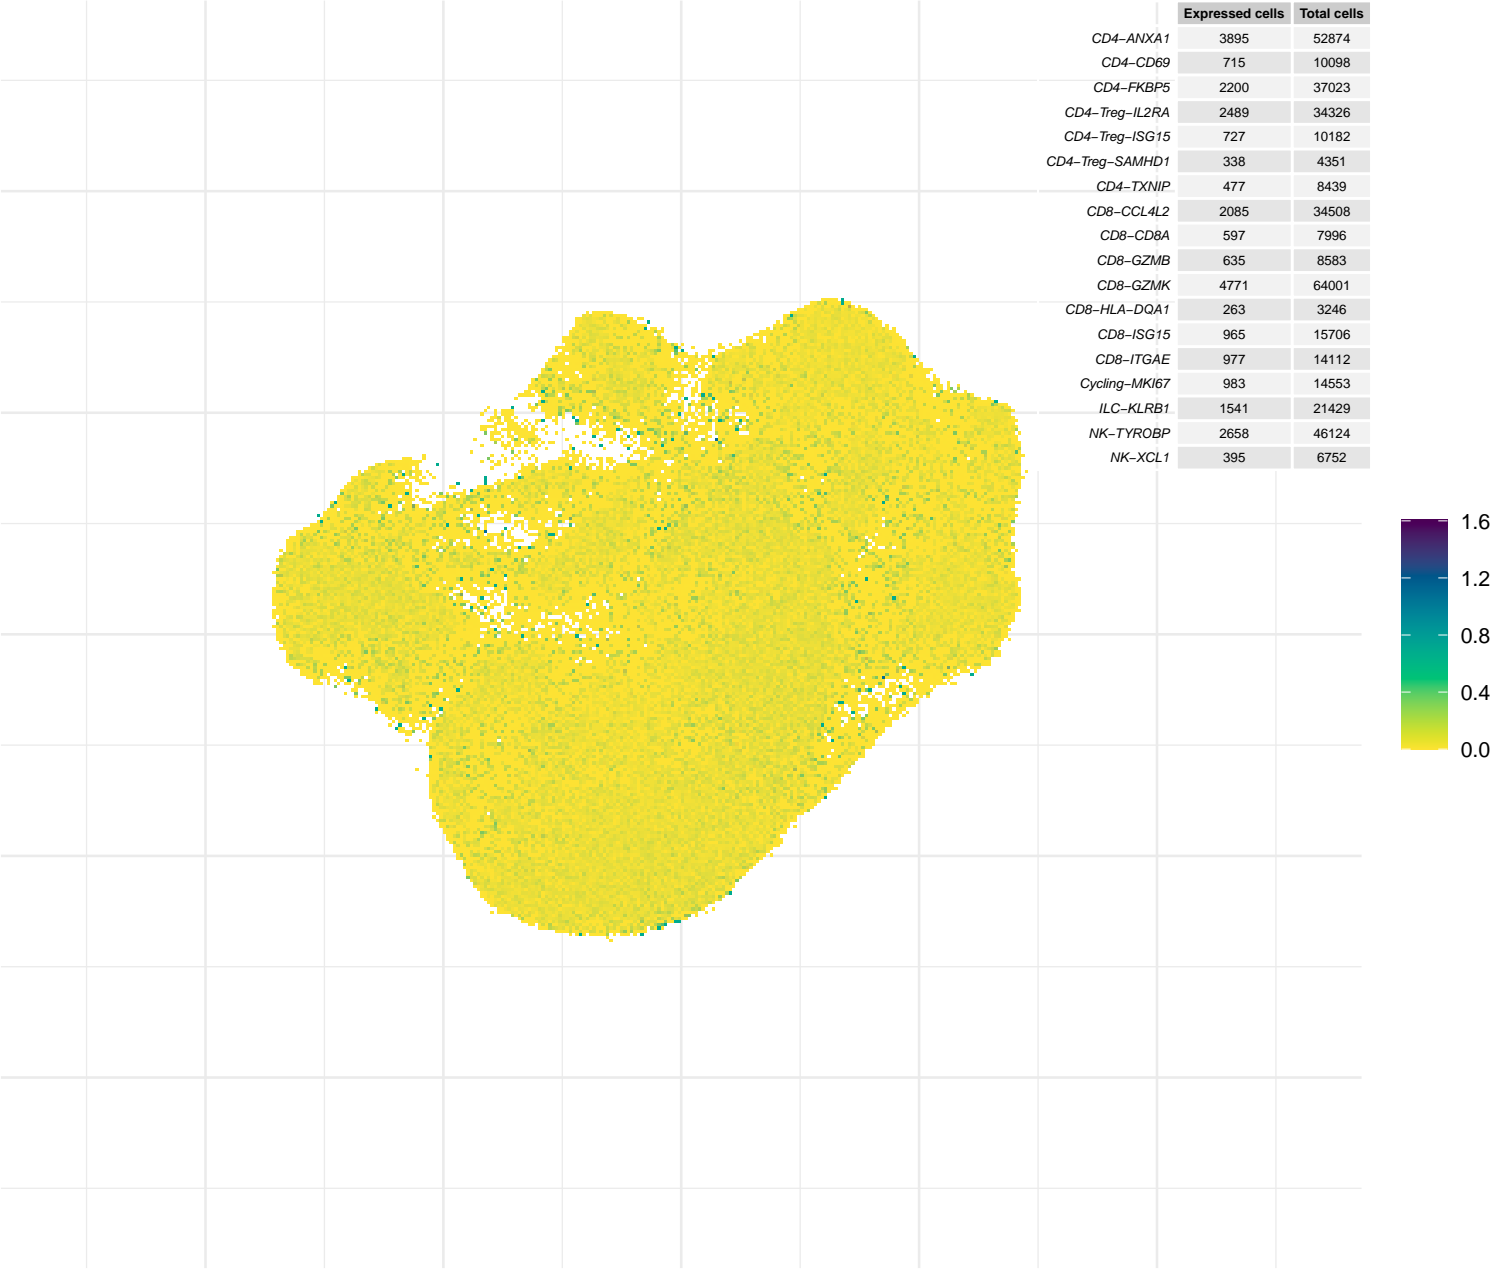 Expressed cells Total cells
CD4−ANXA1 3895 52874
CD4−CD69 715 10098
CD4−FKBP5 2200 37023
CD4−Treg−IL2RA 2489 34326
CD4−Treg−ISG15 727 10182
CD4−Treg−SAMHD1 338 4351
CD4−TXNIP 477 8439
CD8−CCL4L2 2085 34508
CD8−CD8A 597 7996
CD8−GZMB 635 8583
CD8−GZMK 4771 64001
CD8−HLA−DQA1 263 3246
CD8−ISG15 965 15706
CD8−ITGAE 977 14112
Cycling−MKI67 983 14553
ILC−KLRB1 1541 21429
NK−TYROBP 2658 46124
NK−XCL1 395 6752
1.6
1.2
0.8
0.4
0.0